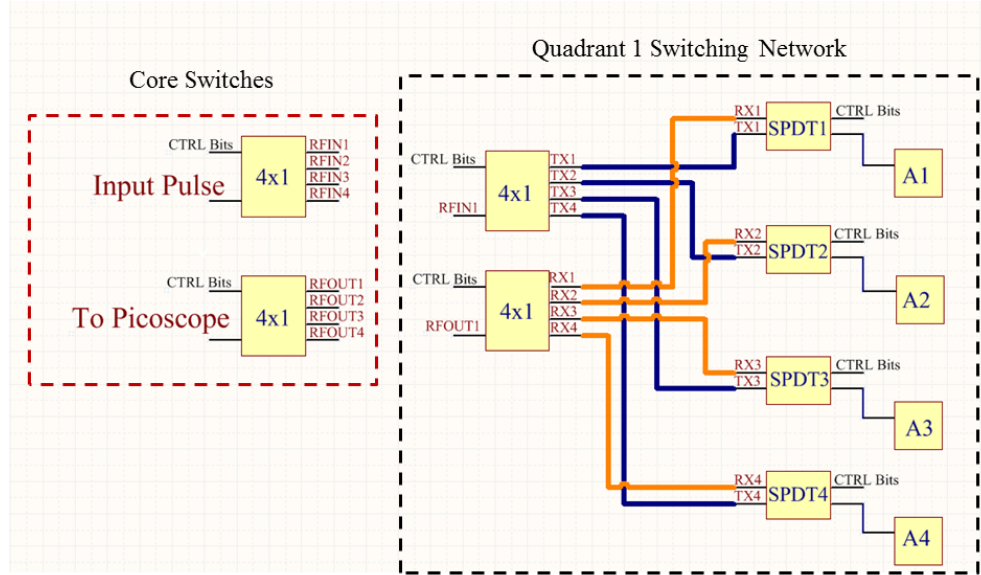 Core Switches
CTRL Bits
Input Pulse
4x1
RFIN1
RFIN2
RFIN3
RFIN4
CTRL Bits
To Picoscope
4x1
RFOUT1
RFOUT2
RFOUT3
RFOUT4
Quadrant 1 Switching Network
CTRL Bits
RFIN1
4x1
TX1
TX2
TX3
TX4
CTRL Bits
RFOUT1
4x1
RX1
RX2
RX3
RX4
RX1
TX1
SPDT1
CTRL Bits
A1
RX2
TX2
SPDT2
CTRL Bits
A2
RX3
TX3
SPDT3
CTRL Bits
A3
RX4
TX4
SPDT4
CTRL Bits
A4